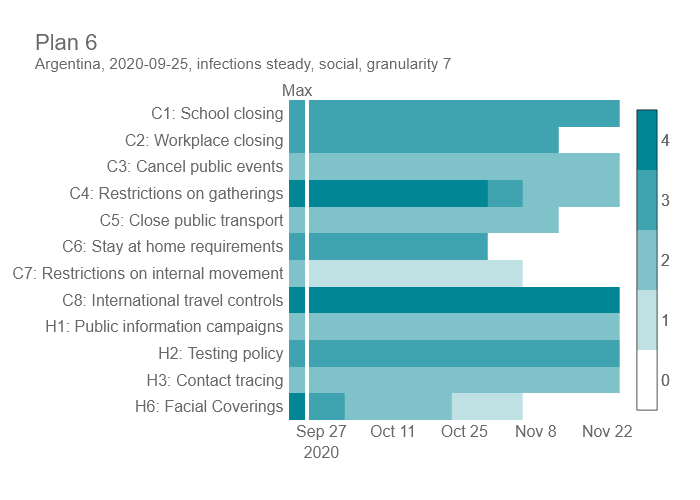 Plan 6
Argentina, 2020-09-25, infections steady, social, granularity 7
Max
C1: School closing
C2: Workplace closing
C3: Cancel public events
C4: Restrictions on gatherings
C5: Close public transport
C6: Stay at home requirements
C7: Restrictions on internal movement
C8: International travel controls
H1: Public information campaigns
H2: Testing policy
H3: Contact tracing
H6: Facial Coverings
4
3
2
1
0
Sep 27 Oct 11 Oct 25 Nov 8 Nov 22
2020